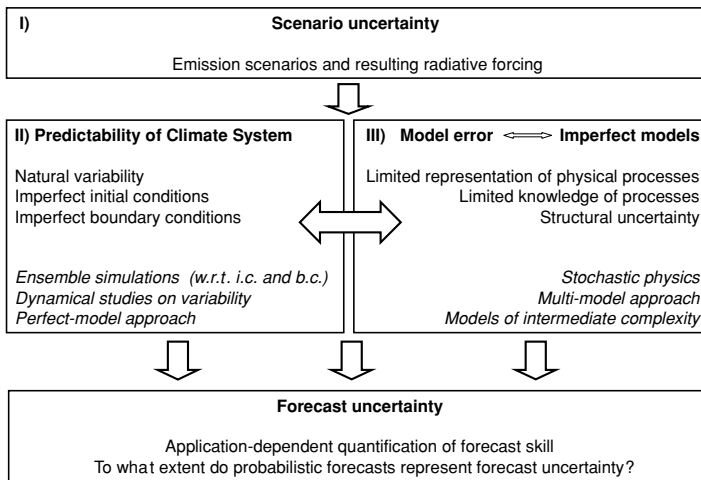 I) Scenario uncertainty
Emission scenarios and resulting radiative forcing
II) Predictability of Climate System
Natural variability
Imperfect initial conditions
Imperfect boundary conditions
Ensemble simulations (w.r.t. i.c. and b.c.)
Dynamical studies on variability
Perfect-model approach
III) Model error Imperfect models
Limited representation of physical processes
Limited knowledge of processes
Structural uncertainty
Stochastic physics
Multi-model approach
Models of intermediate complexity
Forecast uncertainty
Application-dependent quantification of forecast skill
To what extent do probabilistic forecasts represent forecast uncertainty?